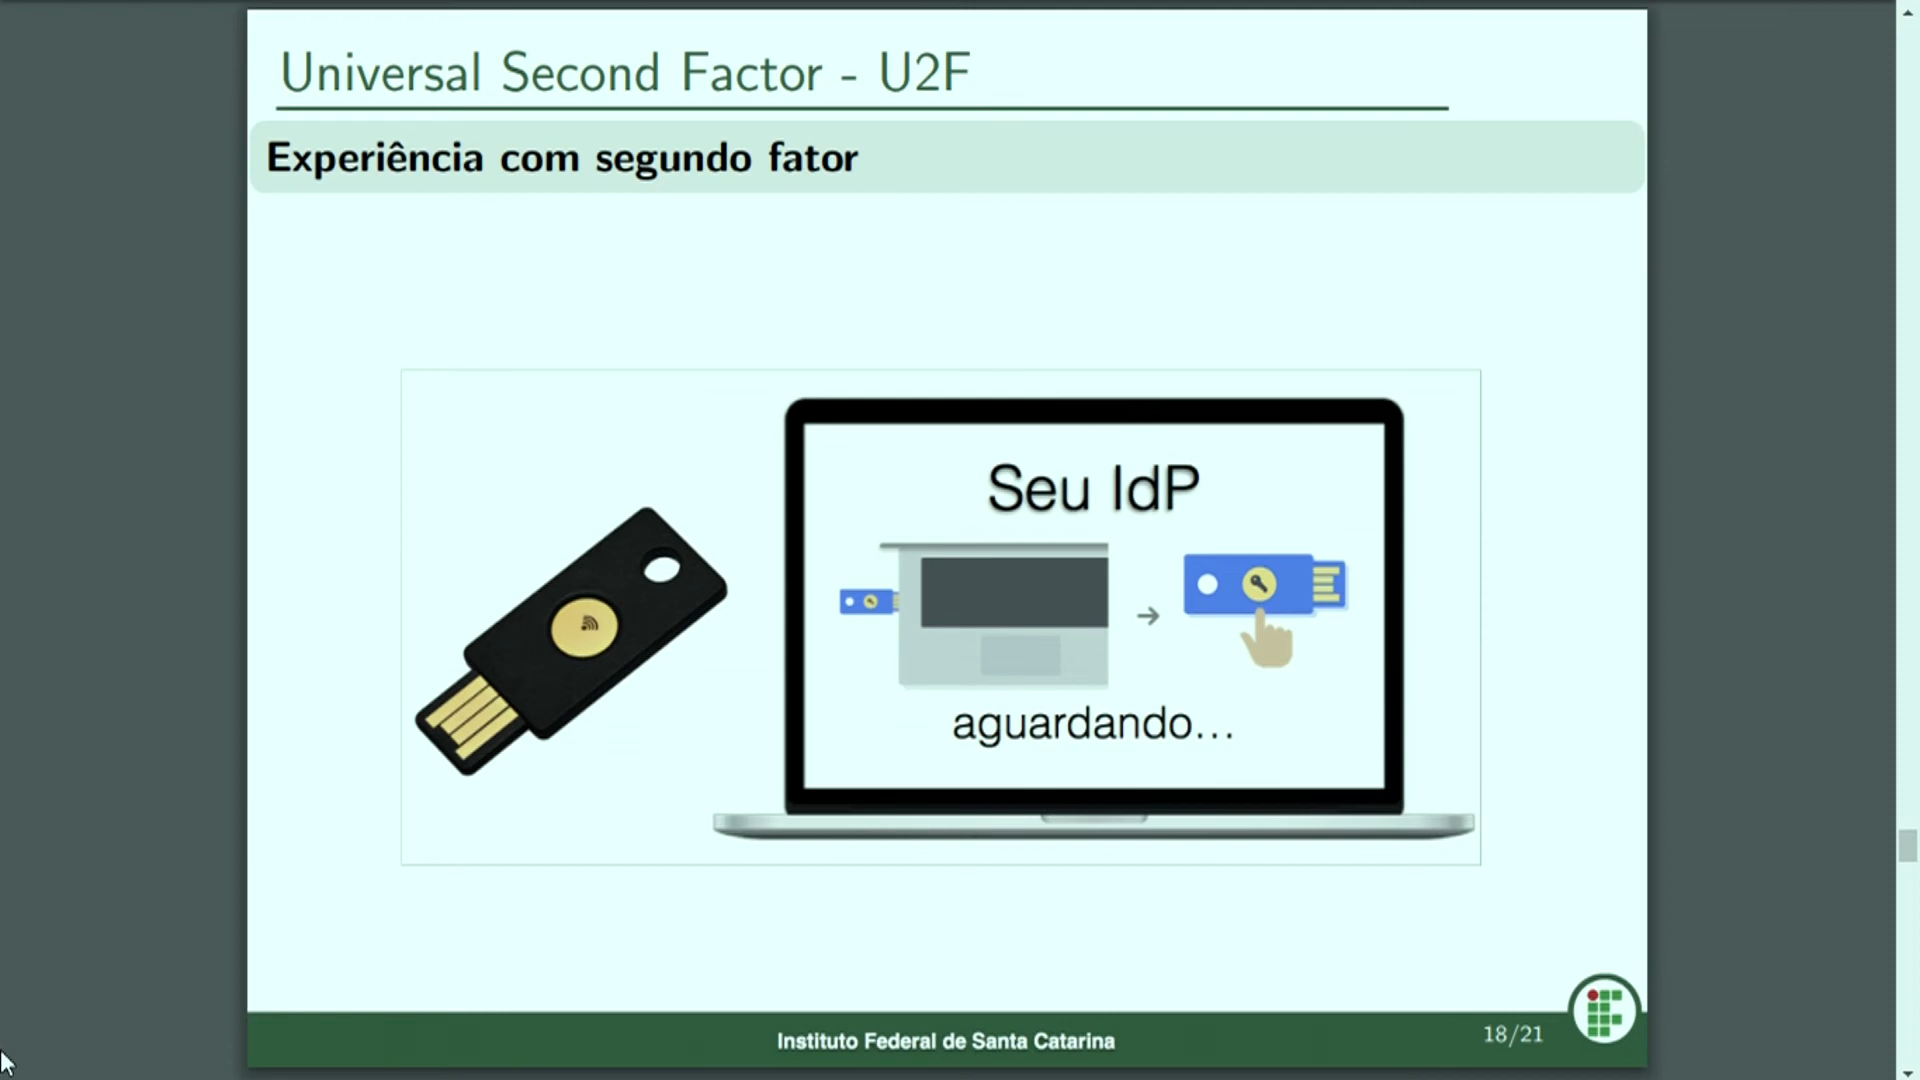 Universal Second Factor - U2F
Experiência com segundo fator
Seu IdP
aguardando...
Instituto Federal de Santa Catarina
18/21